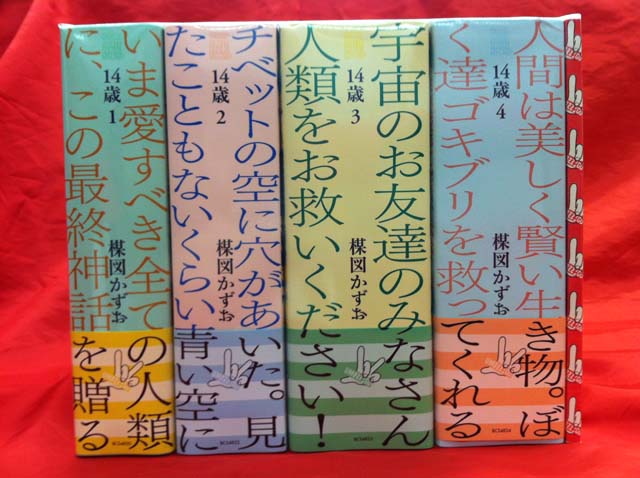 いま愛すべき全ての人類
に、この最終神話を贈る
14歳 1
楳図かずお
チベットの空に穴があいた。見
たこともないくらい青い空に
14歳 2
楳図かずお
宇宙のお友達のみなさん
人類をお救いください！
14歳 3
楳図かずお
人間は美しく賢い生き物。ぼ
く達ゴキブリを救ってくれる
14歳 4
楳図かずお